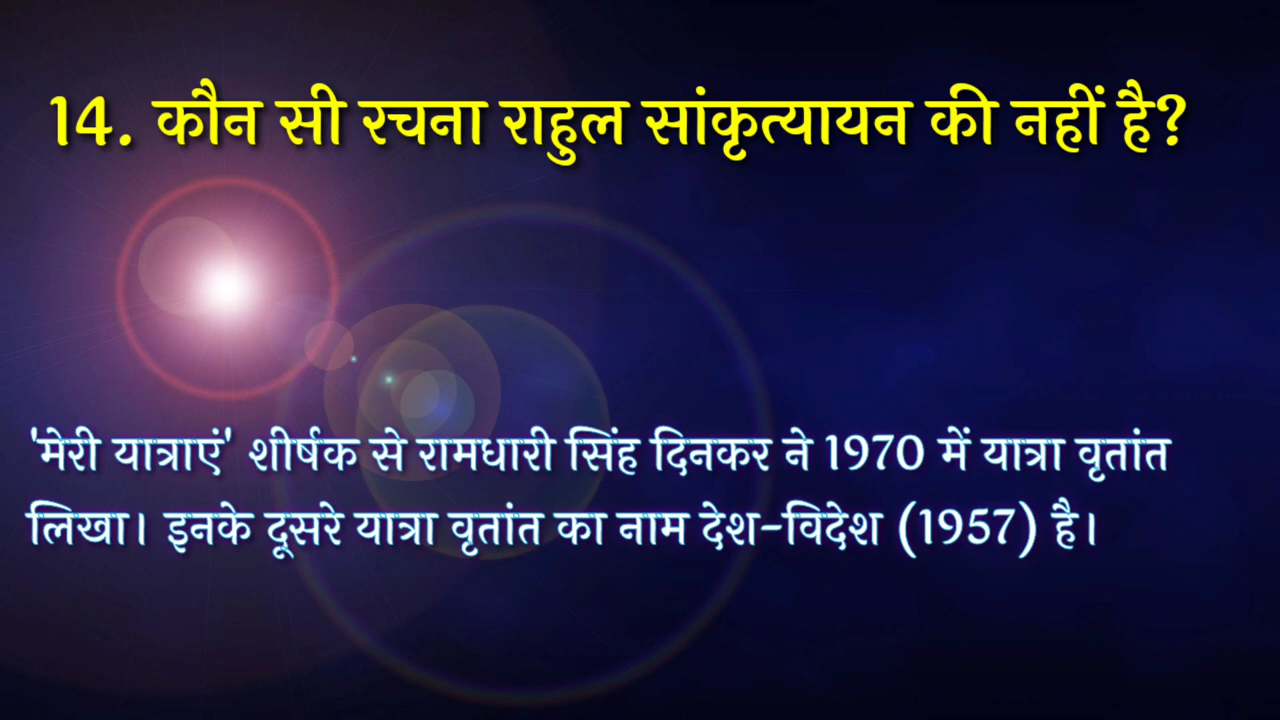 14. कौन सी रचना राहुल सांकृत्यायन की नहीं है?
'मेरी यात्राएं' शीर्षक से रामधारी सिंह दिनकर ने 1970 में यात्रा वृतांत
लिखा। इनके दूसरे यात्रा वृतांत का नाम देश-विदेश (1957) है।